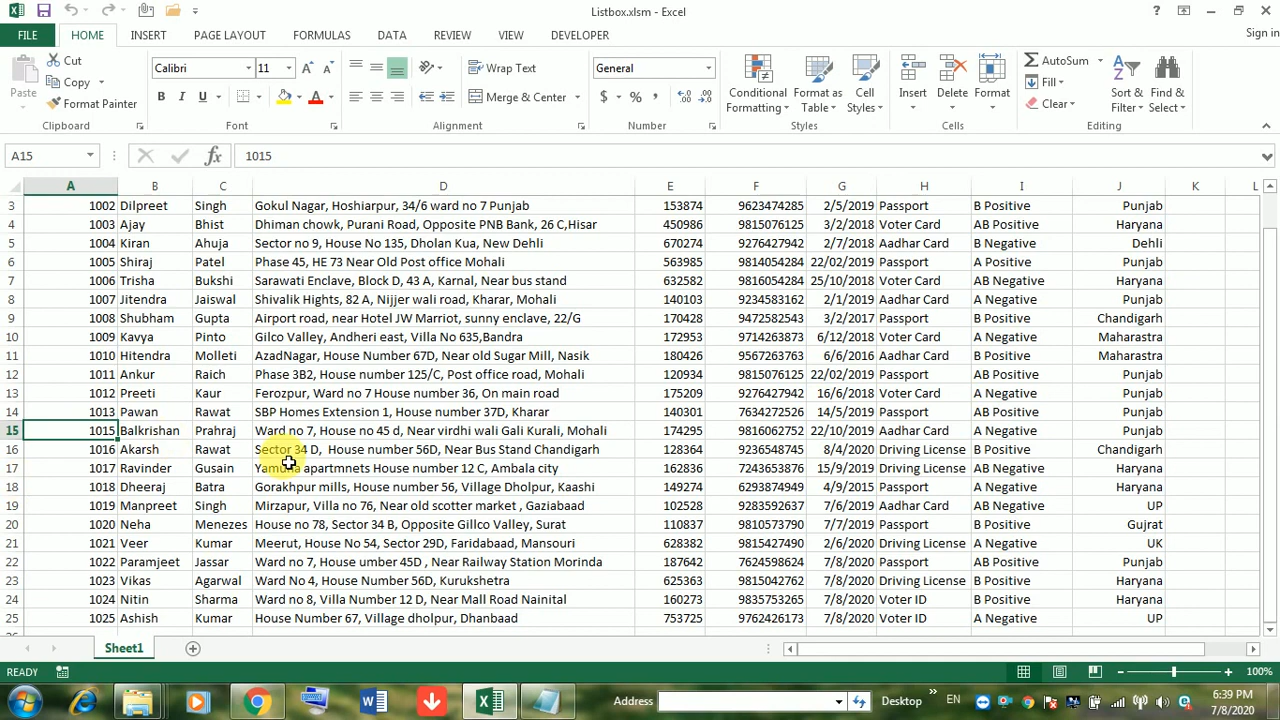 Listbox.xlsm - Excel
?
FILE HOME INSERT PAGE LAYOUT FORMULAS DATA REVIEW VIEW DEVELOPER Sign in
Cut
Copy
Format Painter
Paste
Clipboard
Calibri 11
B I U
Font
Wrap Text
Merge & Center
Alignment
General
$ % ,
Number
Conditional Formatting
Format as Table
Cell Styles
Styles
Insert Delete Format
Cells
AutoSum
Fill
Clear
Sort & Filter
Find & Select
Editing
A15 fx 1015
A B C D E F G H I J K L
3 1002 Dilpreet Singh Gokul Nagar, Hoshiarpur, 34/6 ward no 7 Punjab 153874 9623474285 2/5/2019 Passport B Positive Punjab
4 1003 Ajay Bhist Dhiman chowk, Purani Road, Opposite PNB Bank, 26 C,Hisar 450986 9815076125 3/2/2018 Voter Card AB Positive Haryana
5 1004 Kiran Ahuja Sector no 9, House No 135, Dholan Kua, New Delhi 670274 9276427942 2/2/2018 Aadhar Card B Negative Dehli
6 1005 Shiraj Patel Phase 45, HE 73 Near Old Post office Mohali 563985 9814054284 22/02/2019 Passport A Positive Punjab
7 1006 Trisha Bukshi Sarawati Enclave, Block D, 43 A, Karnal, Near bus stand 632582 9816054284 25/10/2018 Voter Card AB Negative Haryana
8 1007 Jitendra Jaiswal Shivalik Hights, 82 A, Nijjer wali road, Kharar, Mohali 140103 9234583162 2/1/2019 Aadhar Card A Negative Punjab
9 1008 Shubham Gupta Airport road, near Hotel JW Marriot, sunny enclave, 22/G 170428 9472582543 3/2/2017 Passport B Positive Chandigarh
10 1009 Kavya Pinto Gilco Valley, Andheri east, Villa No 635,Bandra 172953 9714263873 6/12/2018 Voter Card A Negative Maharastra
11 1010 Hitendra Molleti AzadNagar, House Number 67D, Near old Sugar Mill, Nasik 180426 9567263763 6/6/2016 Aadhar Card B Positive Maharastra
12 1011 Ankur Raich Phase 3B2, House number 125/C, Post office road, Mohali 120934 9815076125 22/02/2019 Passport AB Positive Punjab
13 1012 Preeti Kaur Ferozpur, Ward no 7 House number 36, On main road 175209 9276427942 16/2/2018 Voter Card A Negative Punjab
14 1013 Pawan Rawat SBP Homes Extension 1, House number 37D, Kharar 140301 7634272526 14/5/2019 Passport A Positive Punjab
15 1015 Balkrishan Prahraj Ward no 7, House no 45 d, Near virdhi wali Gali Kurali, Mohali 174295 9816062752 22/10/2019 Aadhar Card A Negative Punjab
16 1016 Akarsh Rawat Sector 34 D, House number 56D, Near Bus Stand Chandigarh 128364 9236548745 8/4/2020 Driving License B Positive Chandigarh
17 1017 Ravinder Gusain Yamuna apartmnets House number 12 C, Ambala city 162836 7243653876 15/9/2019 Driving License AB Negative Haryana
18 1018 Dheeraj Batra Gorakhpur mills, House number 56, Village Dholpur, Kaashi 149274 6293874949 4/9/2015 Passport A Negative Haryana
19 1019 Manpreet Singh Mirzapur, Villa no 76, Near old scotter market , Gaziabaad 102528 9283592637 7/6/2019 Aadhar Card AB Negative UP
20 1020 Neha Menezes House no 78, Sector 34 B, Opposite Gillco Valley, Surat 110837 9810573790 7/7/2019 Passport B Positive Gujrat
21 1021 Veer Kumar Meerut, House No 54, Sector 29D, Faridabaad, Mansouri 628382 9815427490 2/6/2020 Driving License B Negative UK
22 1022 Paramjeet Jassar Ward no 7, House umber 45D , Near Railway Station Morinda 187642 7624598614 7/8/2020 Passport AB Positive Punjab
23 1023 Vikas Agarwal Ward No 4, House Number 56D, Kurukshetra 625363 9815042762 7/8/2020 Driving License B Positive Haryana
24 1024 Nitin Sharma Ward no 8, Villa Number 12 D, Near Mall Road Nainital 160273 9835753265 7/8/2020 Voter ID B Positive Haryana
25 1025 Ashish Kumar House Number 67, Village dholpur, Dhanbaad 753725 9762426173 7/8/2020 Voter ID A Negative UP
Sheet1
READY 100%
Address Desktop EN 6:39 PM
7/8/2020